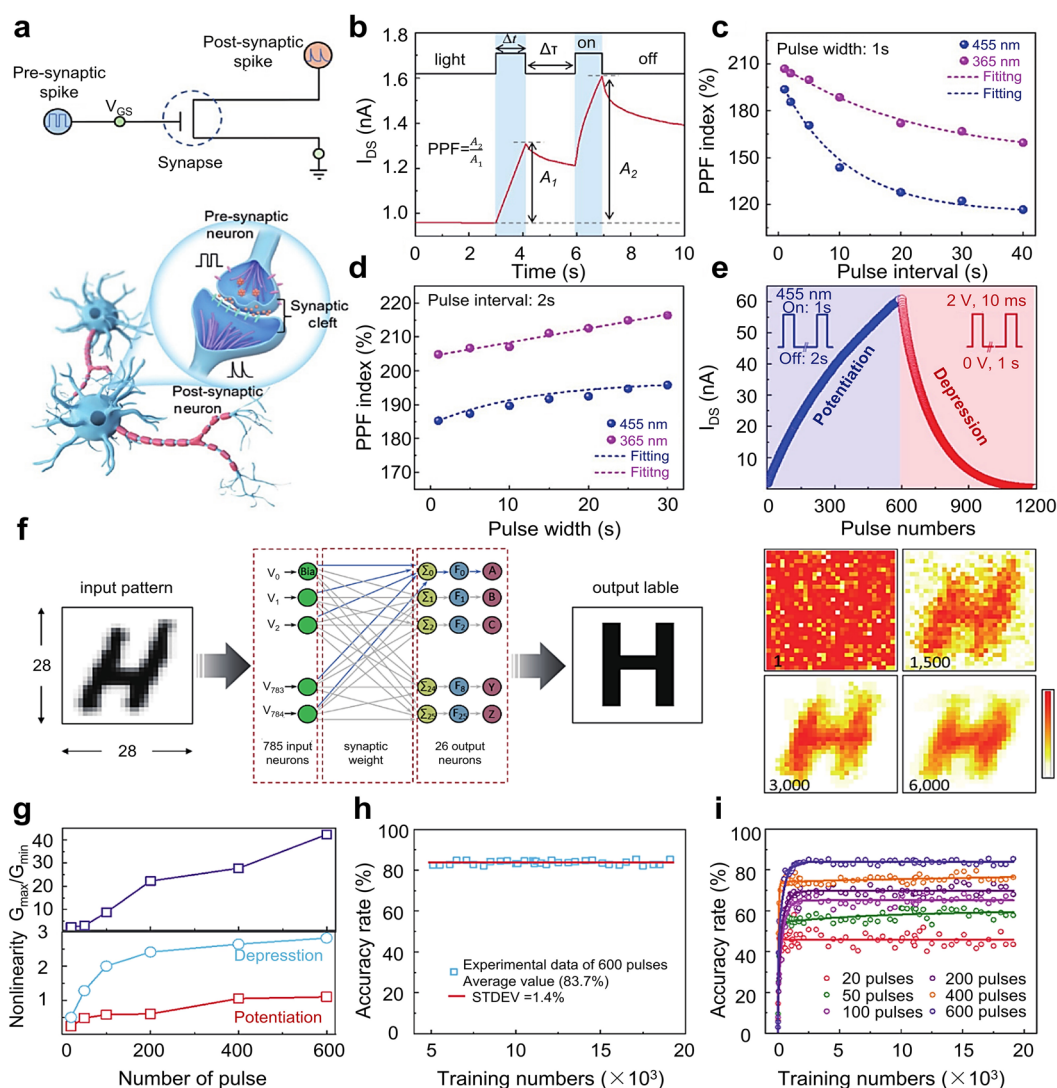 a
Pre-synaptic
spike
Post-synaptic
spike
V_GS
Synapse
Pre-synaptic
neuron
Synaptic
cleft
Post-synaptic
neuron
b
Δt
Δτ
on
light
off
PPF=A₂/A₁
A₁
A₂
I_DS (nA)
1.8
1.6
1.4
1.2
1.0
0 2 4 6 8 10
Time (s)
c
Pulse width: 1s
455 nm
365 nm
Fititng
Fitting
PPF index (%)
210
180
150
120
0 10 20 30 40
Pulse interval (s)
d
Pulse interval: 2s
PPF index (%)
220
210
200
190
180
170
160
455 nm
365 nm
Fitting
Fititng
0 5 10 15 20 25 30
Pulse width (s)
e
455 nm
On: 1s
Off: 2s
2 V, 10 ms
0 V, 1 s
Potentiation
Depression
I_DS (nA)
60
50
40
30
20
10
0 300 600 900 1200
Pulse numbers
f
input pattern
28
28
V₀
V₁
V₂
V₇₈₃
V₇₈₄
Bia
Σ₀ F₀ A
Σ₁ F₁ B
Σ₂ F₂ C
Σ₂₄ F₈ Y
Σ₂₅ F₂₅ Z
785 input
neurons
synaptic
weight
26 output
neurons
output lable
H
1
1,500
3,000
6,000
g
Nonlinearity G_max/G_min
40
30
20
10
3
2
1
Deprestion
Potentiation
0 200 400 600
Number of pulse
h
Accuracy rate (%)
100
80
60
40
20
0
Experimental data of 600 pulses
Average value (83.7%)
STDEV =1.4%
5 10 15 20
Training numbers (×10³)
i
Accuracy rate (%)
100
80
60
40
20
0
20 pulses
50 pulses
100 pulses
200 pulses
400 pulses
600 pulses
0 5 10 15 20
Training numbers (×10³)